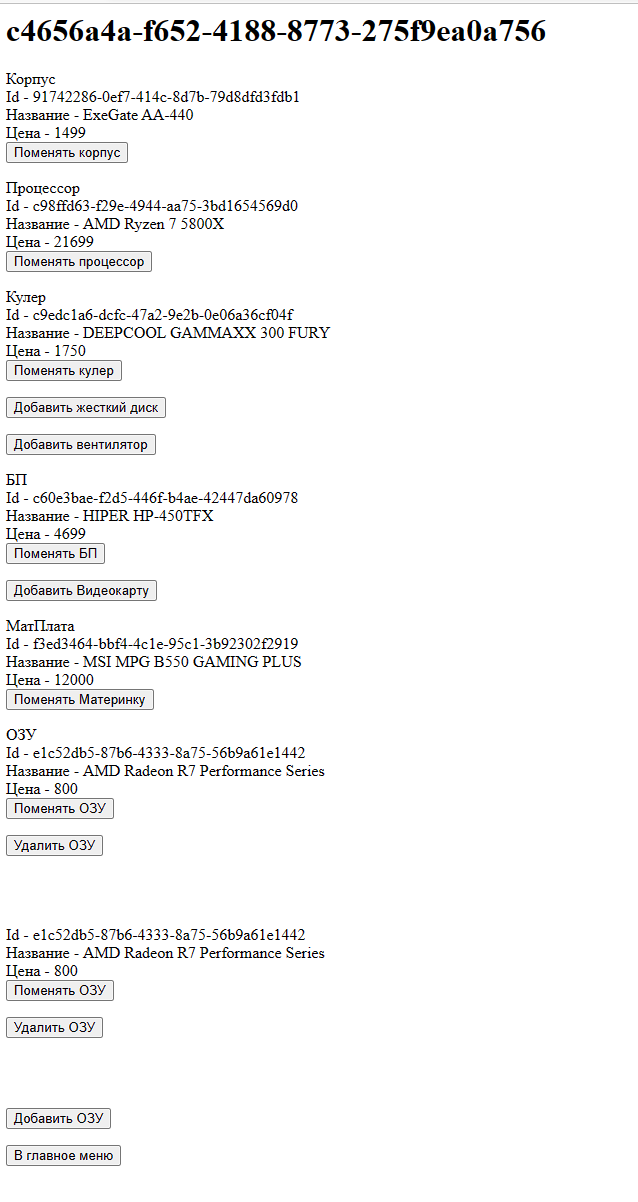 c4656a4a-f652-4188-8773-275f9ea0a756
Корпус
Id - 91742286-0ef7-414c-8d7b-79d8dfd3fdb1
Название - ExeGate AA-440
Цена - 1499
Поменять корпус
Процессор
Id - c98ffd63-f29e-4944-aa75-3bd1654569d0
Название - AMD Ryzen 7 5800X
Цена - 21699
Поменять процессор
Кулер
Id - c9edc1a6-dcfc-47a2-9e2b-0e06a36cf04f
Название - DEEPCOOL GAMMAXX 300 FURY
Цена - 1750
Поменять кулер
Добавить жесткий диск
Добавить вентилятор
БП
Id - c60e3bae-f2d5-446f-b4ae-42447da60978
Название - HIPER HP-450TFX
Цена - 4699
Поменять БП
Добавить Видеокарту
МатПлата
Id - f3ed3464-bbf4-4c1e-95c1-3b92302f2919
Название - MSI MPG B550 GAMING PLUS
Цена - 12000
Поменять Материнку
ОЗУ
Id - e1c52db5-87b6-4333-8a75-56b9a61e1442
Название - AMD Radeon R7 Performance Series
Цена - 800
Поменять ОЗУ
Удалить ОЗУ
Id - e1c52db5-87b6-4333-8a75-56b9a61e1442
Название - AMD Radeon R7 Performance Series
Цена - 800
Поменять ОЗУ
Удалить ОЗУ
Добавить ОЗУ
В главное меню